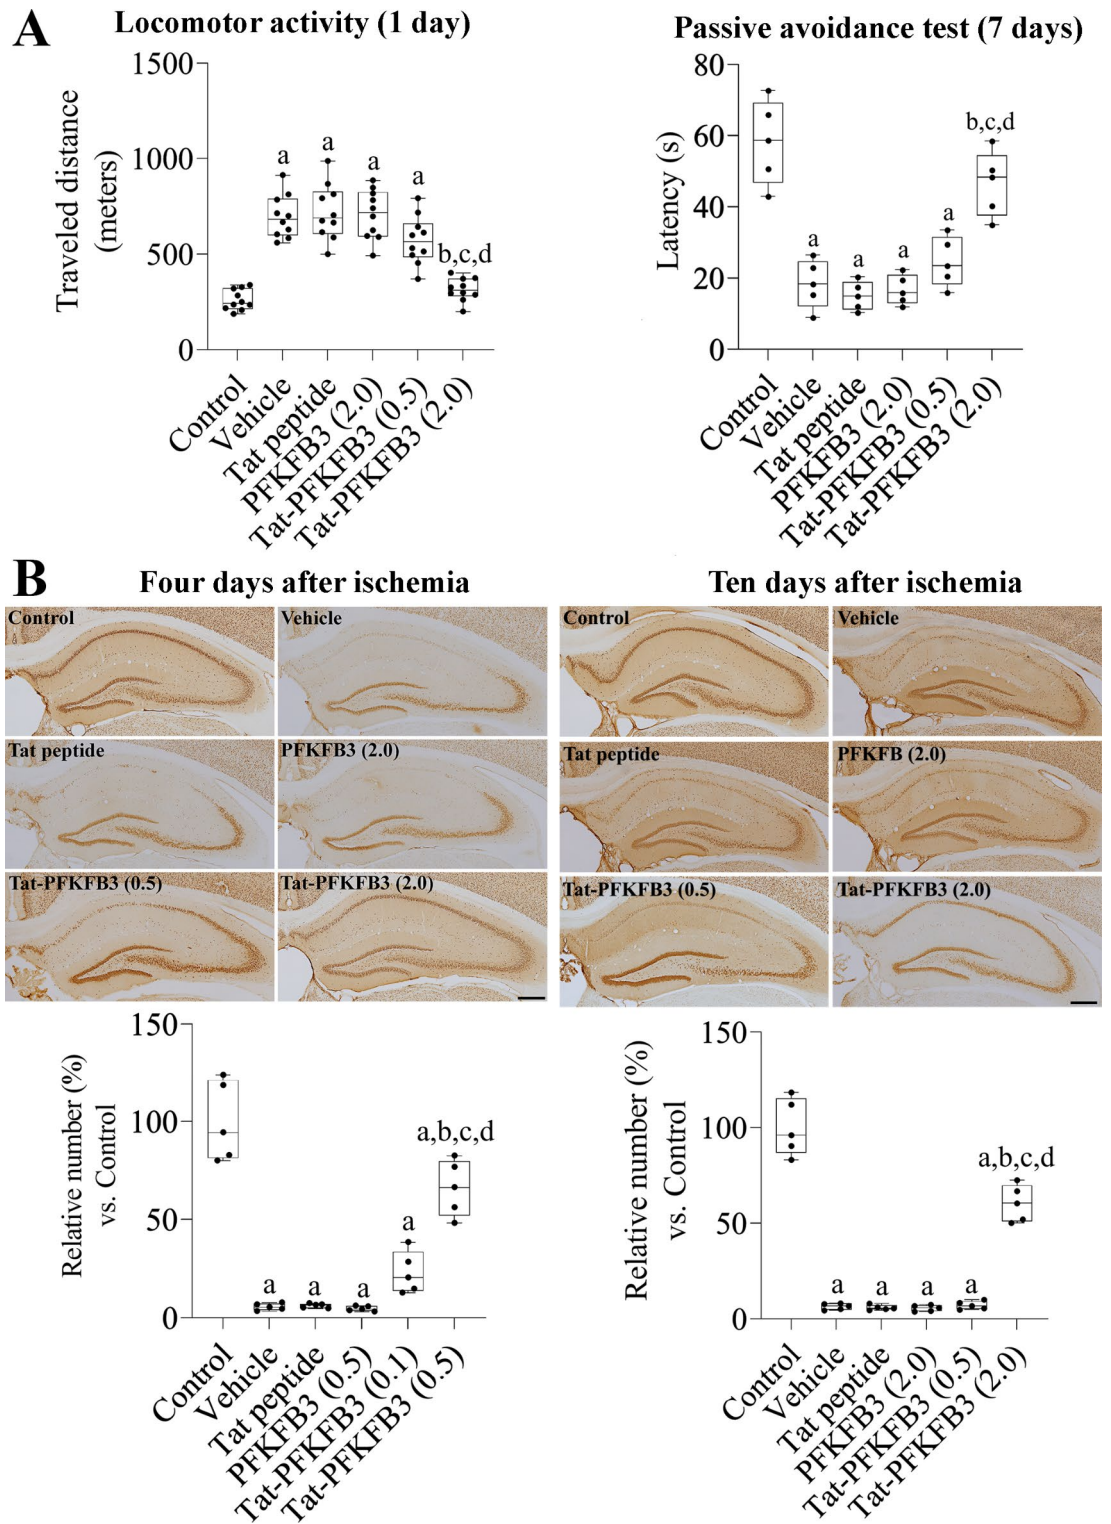 A
Locomotor activity (1 day)
Traveled distance
(meters)
1500
1000
500
0
a
a
a
a
b,c,d
Control
Vehicle
Tat peptide
PFKFB3 (2.0)
Tat-PFKFB3 (0.5)
Tat-PFKFB3 (2.0)
Passive avoidance test (7 days)
Latency (s)
80
60
40
20
0
a
a
a
a
b,c,d
Control
Vehicle
Tat peptide
PFKFB3 (2.0)
Tat-PFKFB3 (0.5)
Tat-PFKFB3 (2.0)
B
Four days after ischemia
Control
Vehicle
Tat peptide
PFKFB3 (2.0)
Tat-PFKFB3 (0.5)
Tat-PFKFB3 (2.0)
Ten days after ischemia
Control
Vehicle
Tat peptide
PFKFB (2.0)
Tat-PFKFB3 (0.5)
Tat-PFKFB3 (2.0)
Relative number (%)
vs. Control
150
100
50
0
a
a
a
a
a,b,c,d
Control
Vehicle
Tat peptide
PFKFB3 (0.5)
Tat-PFKFB3 (0.1)
Tat-PFKFB3 (0.5)
Relative number (%)
vs. Control
150
100
50
0
a
a
a
a
a,b,c,d
Control
Vehicle
Tat peptide
PFKFB3 (2.0)
Tat-PFKFB3 (0.5)
Tat-PFKFB3 (2.0)